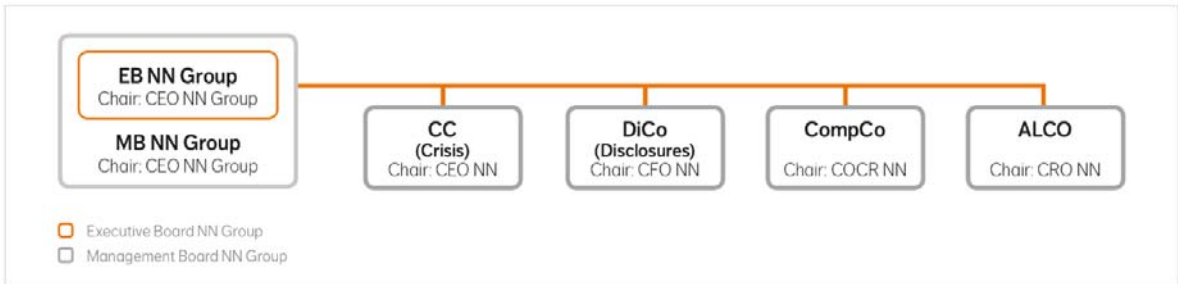 EB NN Group
Chair: CEO NN Group
MB NN Group
Chair: CEO NN Group
CC
(Crisis)
Chair: CEO NN
DiCo
(Disclosures)
Chair: CFO NN
CompCo
Chair: COCR NN
ALCO
Chair: CRO NN
Executive Board NN Group
Management Board NN Group